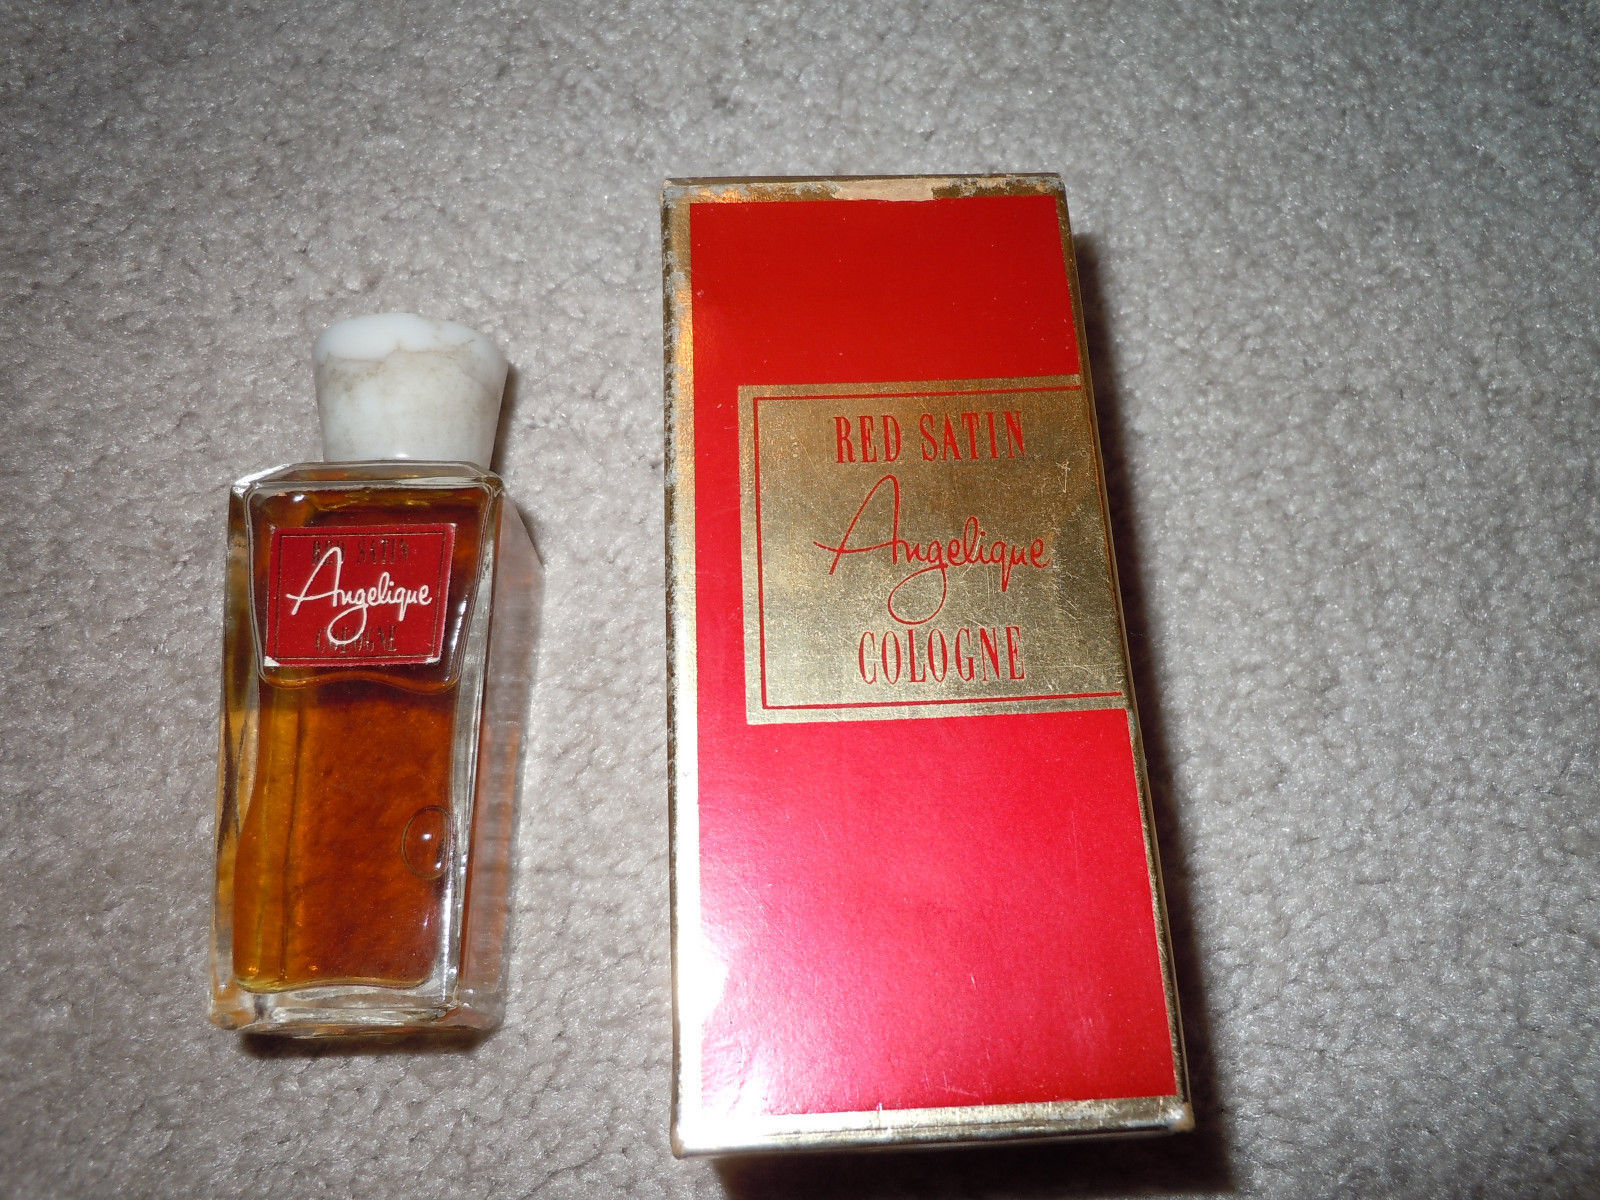 RED SATIN
Angelique
COLOGNE
RED SATIN
Angelique
COLOGNE